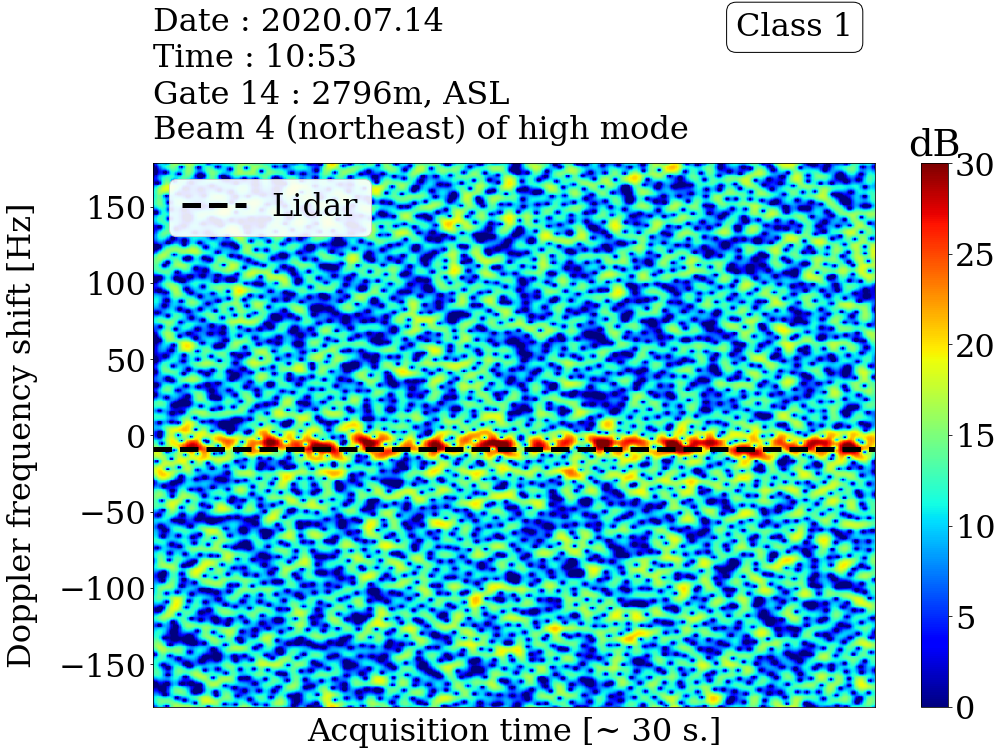 Date : 2020.07.14
Time : 10:53
Gate 14 : 2796m, ASL
Beam 4 (northeast) of high mode
Class 1
dB
Lidar
Doppler frequency shift [Hz]
150
100
50
0
−50
−100
−150
Acquisition time [~ 30 s.]
30
25
20
15
10
5
0